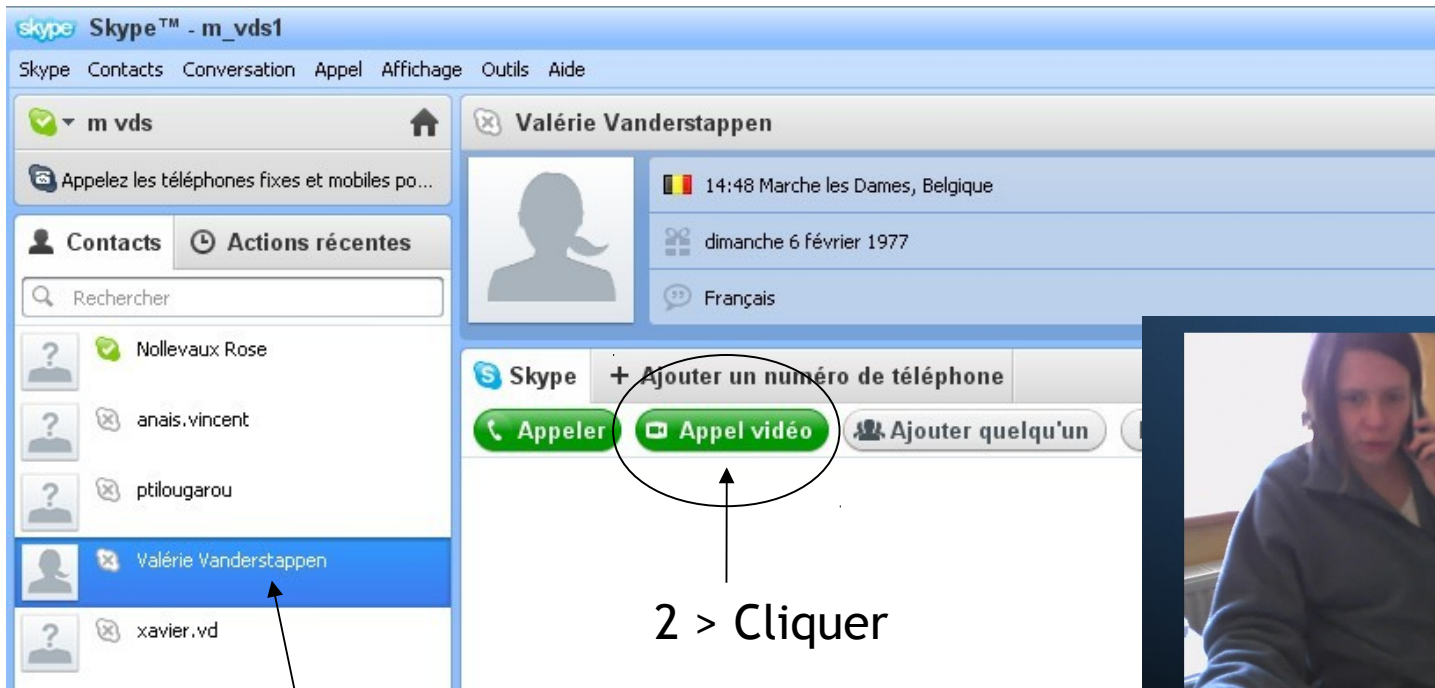 skype Skype™ - m_vds1
Skype Contacts Conversation Appel Affichage Outils Aide
m vds
Appelez les téléphones fixes et mobiles po...
Contacts Actions récentes
Rechercher
Nollevaux Rose
anais.vincent
ptilougarou
Valérie Vanderstappen
xavier.vd
Valérie Vanderstappen
14:48 Marche les Dames, Belgique
dimanche 6 février 1977
Français
Skype + Ajouter un numéro de téléphone
Appeler Appel vidéo Ajouter quelqu'un
2 > Cliquer